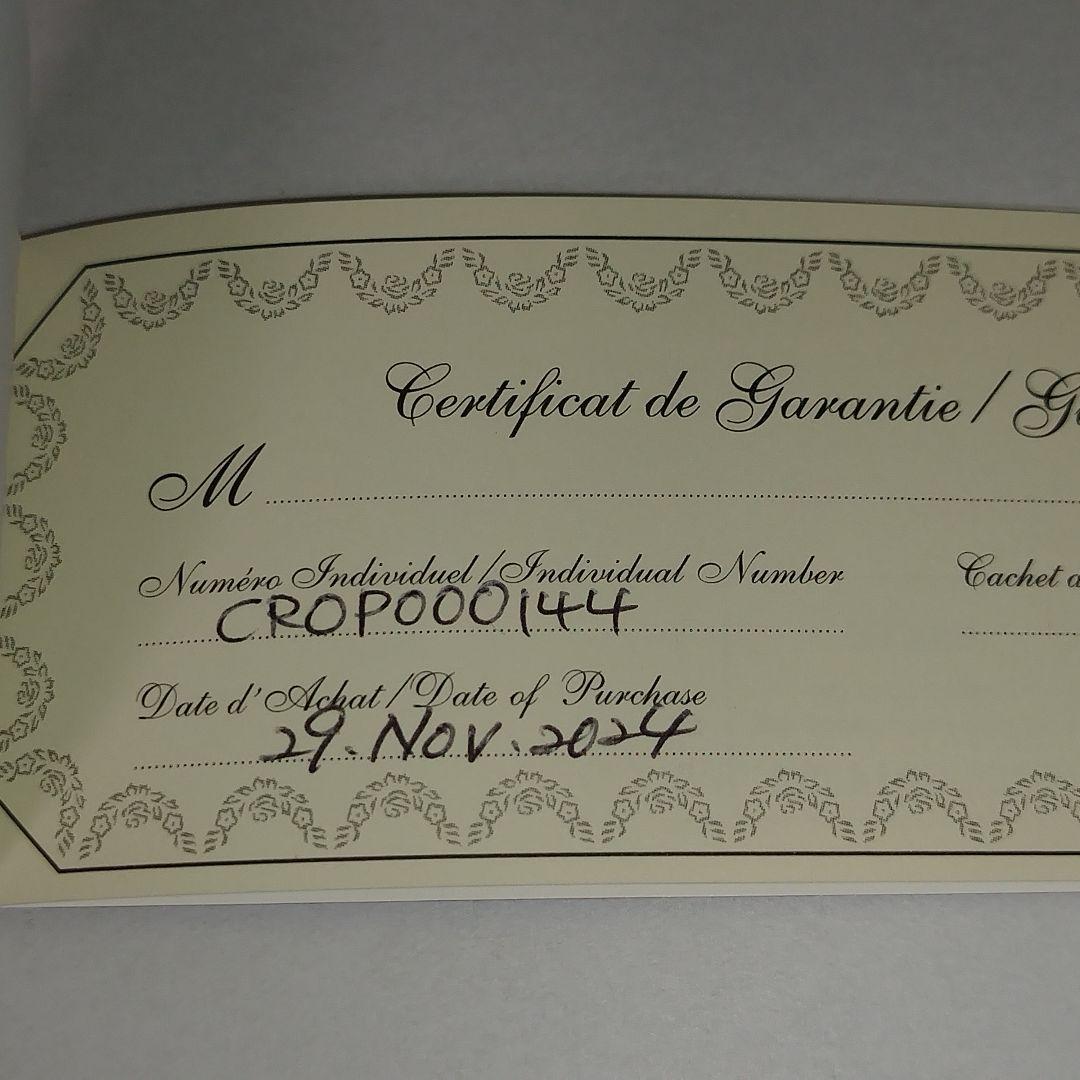 Certificat de Garantie /
M
Numéro Individuel / Individual Number
CROP000144
Cachet
Date d'Achat / Date of Purchase
29. Nov. 2024